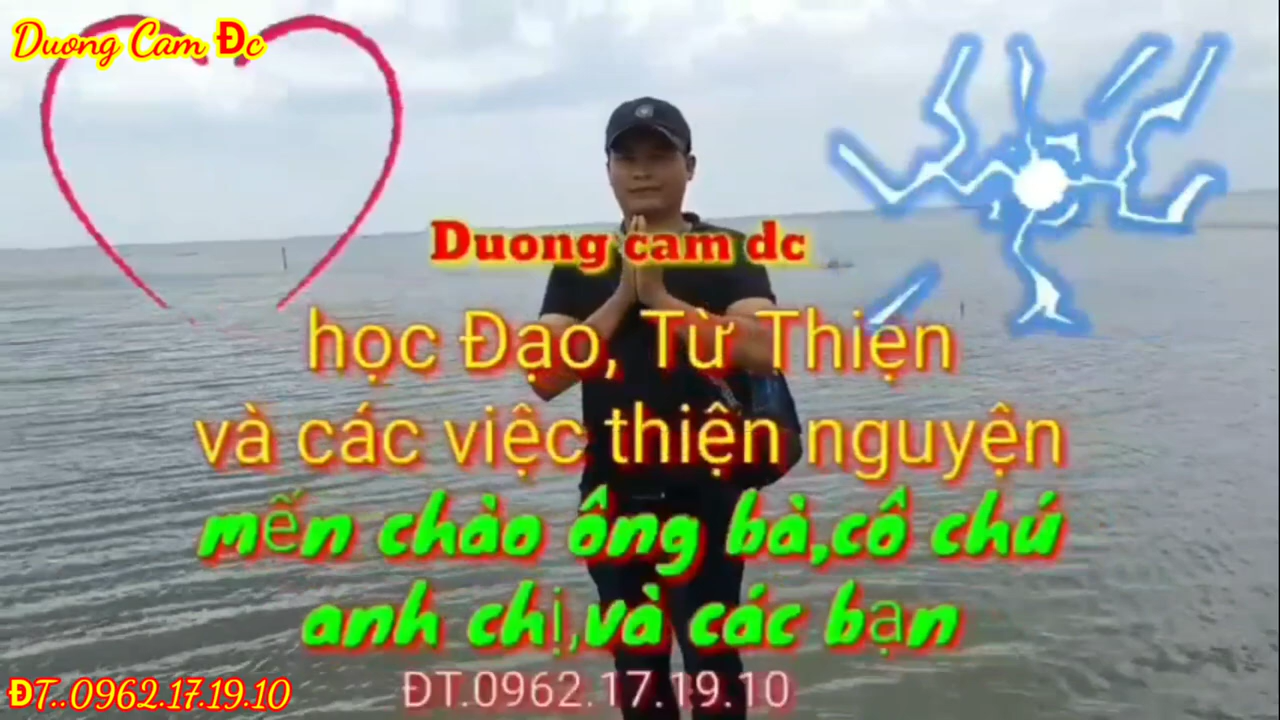 Duong Cam Đc
Duong cam dc
học Đạo, Từ Thiện
và các việc thiện nguyện
mến chào ông bà,cô chú
anh chị,và các bạn
ĐT..0962.17.19.10
ĐT.0962.17.19.10